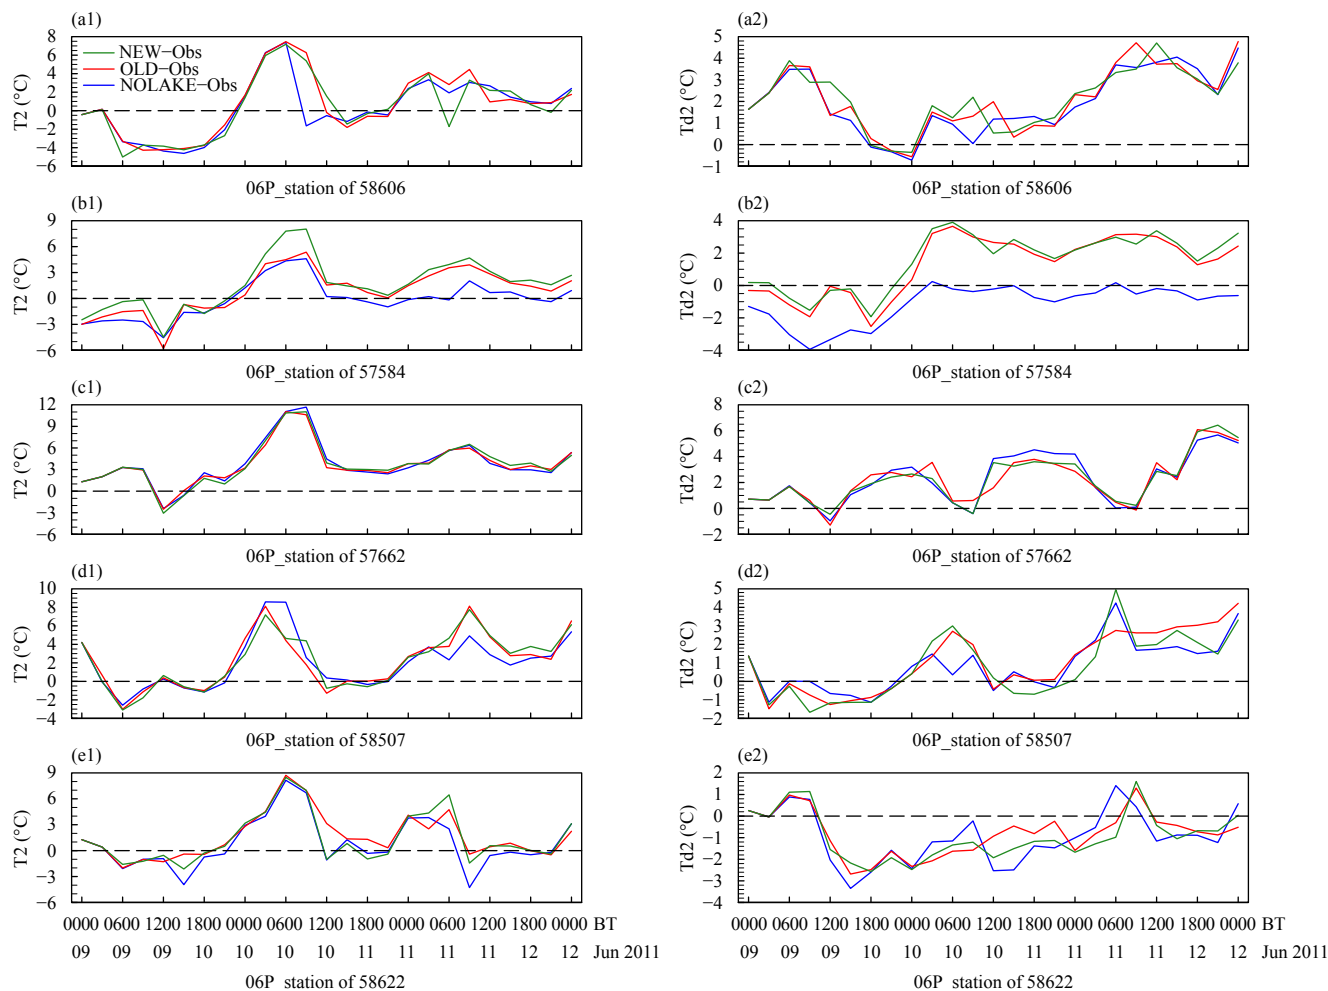 (a1)
8
6
4
2
0
−2
−4
−6
T2 (°C)
NEW−Obs
OLD−Obs
NOLAKE−Obs
06P_station of 58606
(a2)
5
4
3
2
1
0
−1
Td2 (°C)
06P_station of 58606
(b1)
9
6
3
0
−3
−6
T2 (°C)
06P_station of 57584
(b2)
4
2
0
−2
−4
Td2 (°C)
06P_station of 57584
(c1)
12
9
6
3
0
−3
−6
T2 (°C)
06P_station of 57662
(c2)
8
6
4
2
0
−2
Td2 (°C)
06P_station of 57662
(d1)
10
8
6
4
2
0
−2
−4
T2 (°C)
06P_station of 58507
(d2)
5
4
3
2
1
0
−1
−2
Td2 (°C)
06P_station of 58507
(e1)
9
6
3
0
−3
−6
T2 (°C)
0000 0600 1200 1800 0000 0600 1200 1800 0000 0600 1200 1800 0000 BT
09 09 09 10 10 10 10 11 11 11 11 12 12 Jun 2011
06P_station of 58622
(e2)
2
1
0
−1
−2
−3
−4
Td2 (°C)
0000 0600 1200 1800 0000 0600 1200 1800 0000 0600 1200 1800 0000 BT
09 09 09 10 10 10 10 11 11 11 11 12 12 Jun 2011
06P_station of 58622